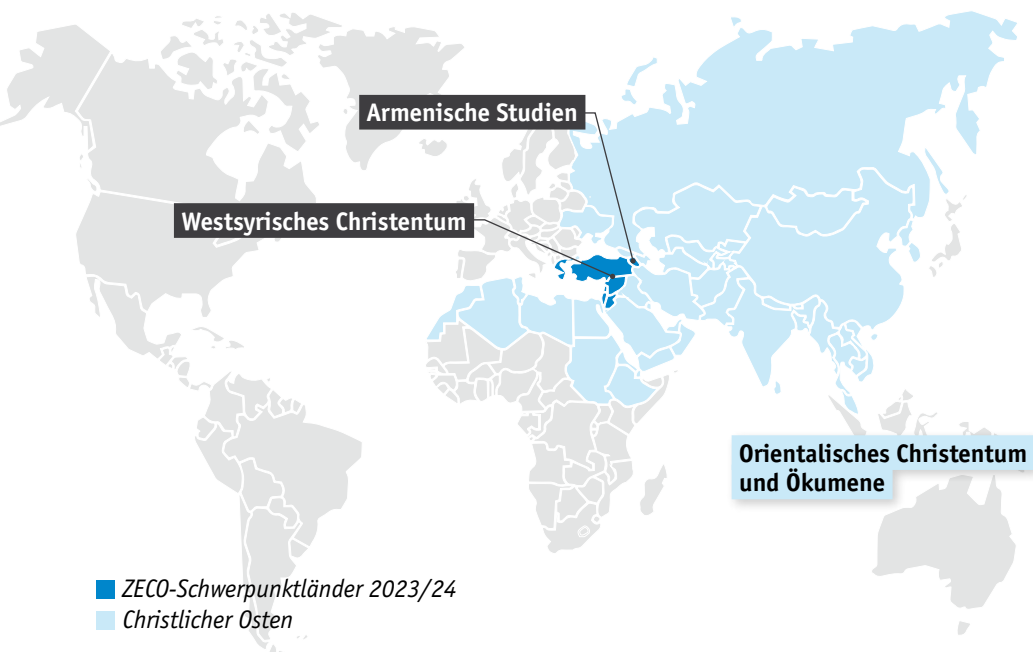 Armenische Studien
Westsyrisches Christentum
Orientalisches Christentum
und Ökumene
ZECO-Schwerpunktländer 2023/24
Christlicher Osten